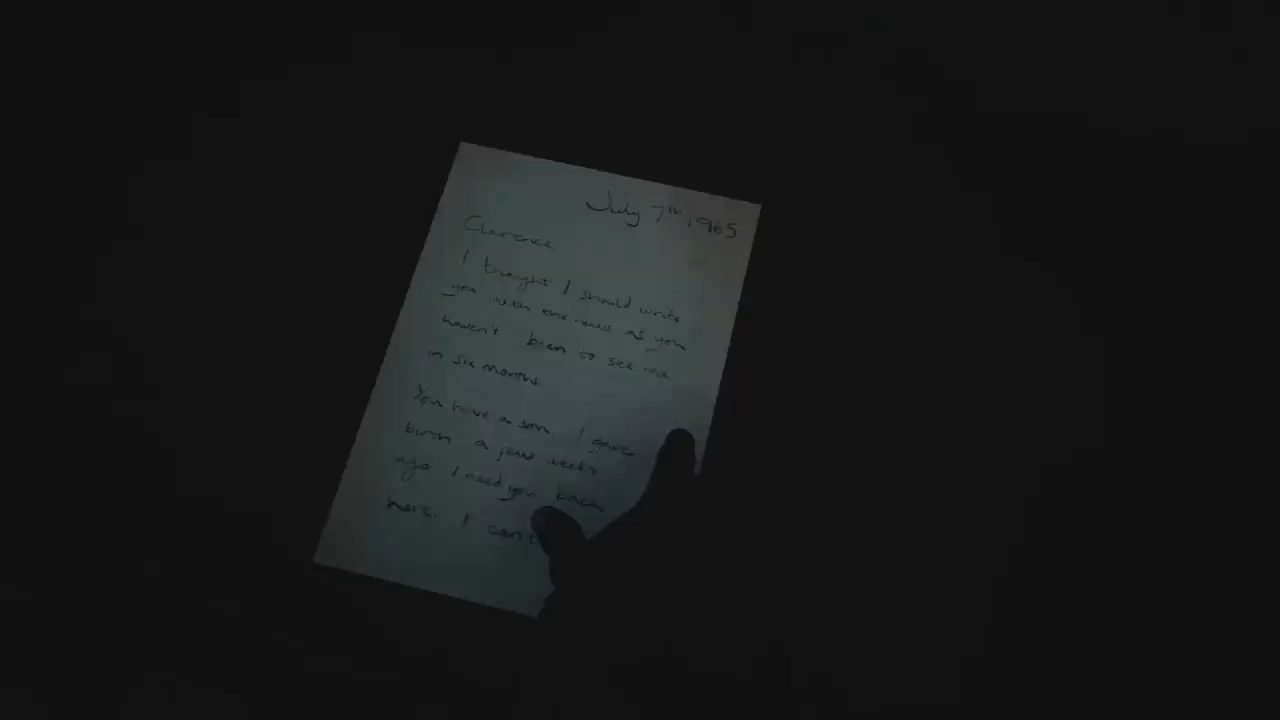 July 7th 1965
Clarence,
I thought I should write
you with the news as you
haven't been to see me
in six months.
You have a son. I gave
birth a few weeks
ago I need you back
here. I can't